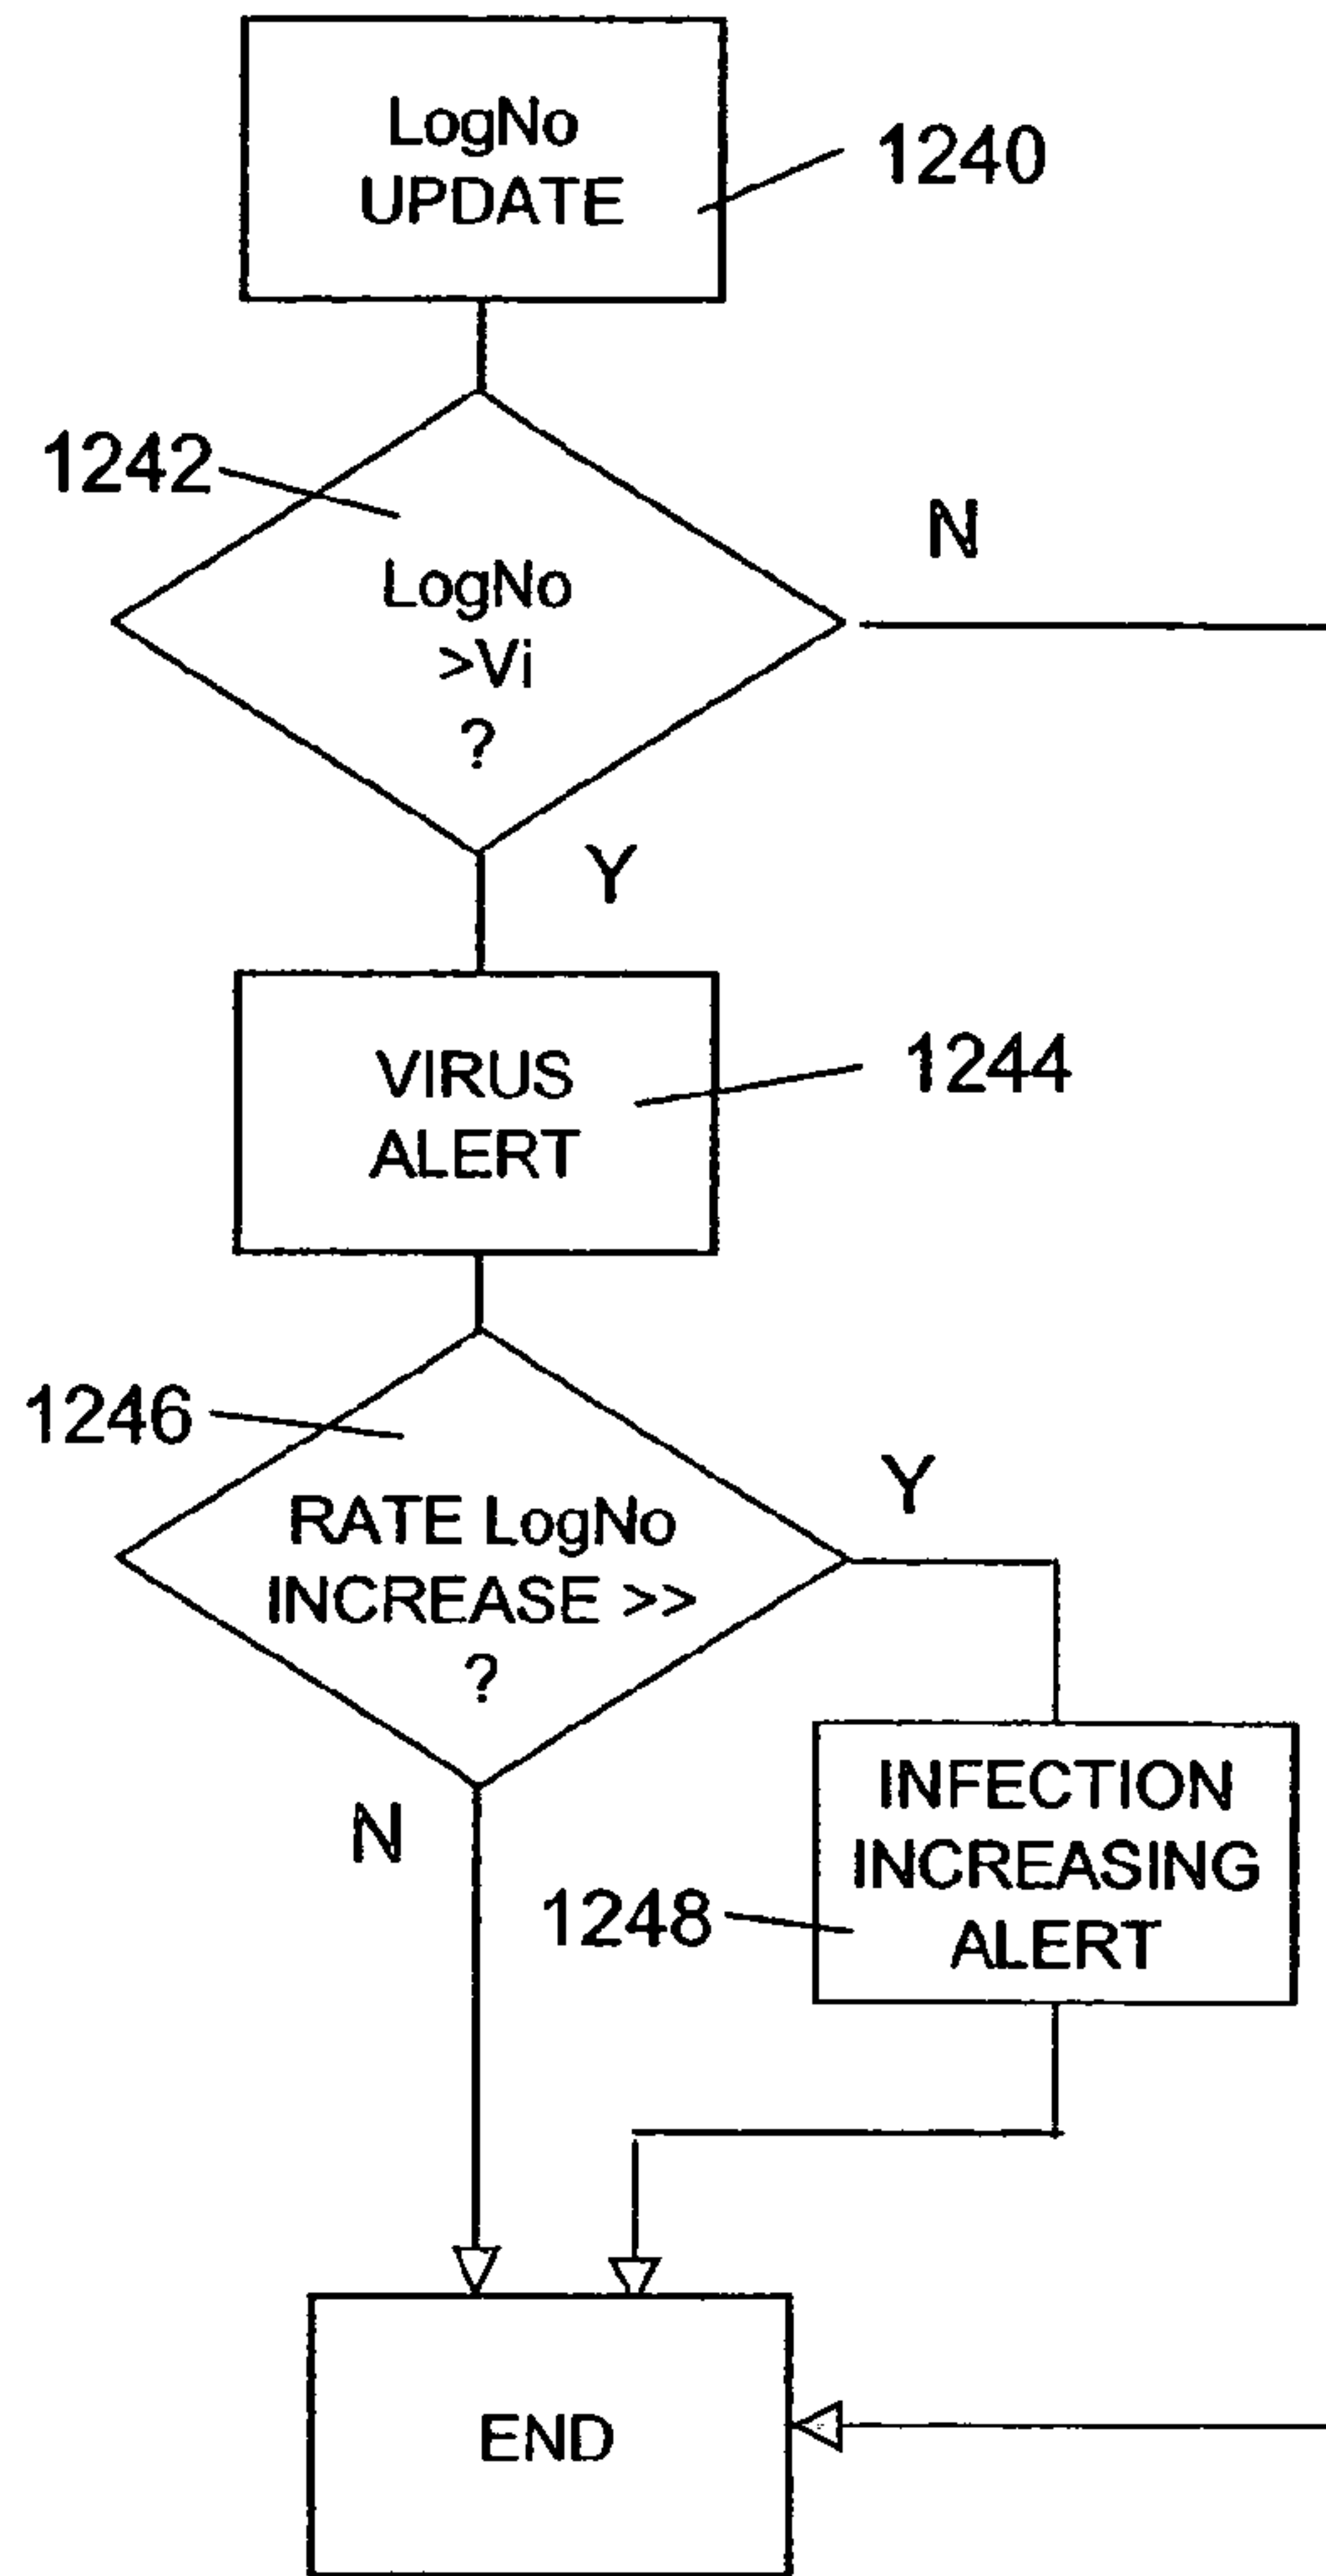 LogNo
UPDATE
1240
1242
LogNo
>Vi
?
N
Y
VIRUS
ALERT
1244
1246
RATE LogNo
INCREASE >>
?
Y
N
INFECTION
INCREASING
ALERT
1248
END